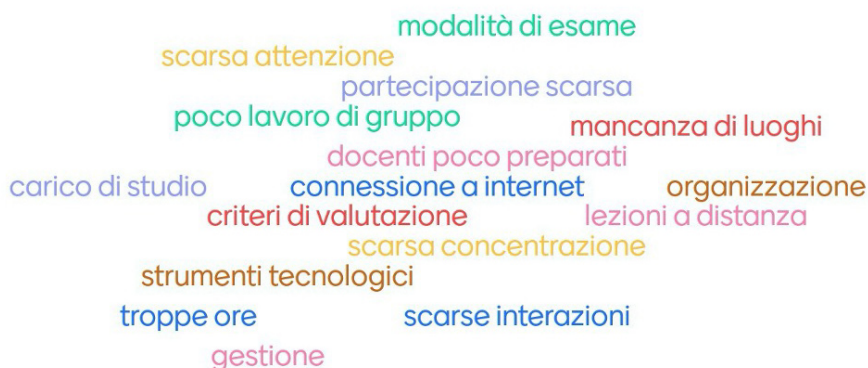 modalità di esame
scarsa attenzione
partecipazione scarsa
poco lavoro di gruppo
mancanza di luoghi
docenti poco preparati
carico di studio connessione a internet organizzazione
criteri di valutazione lezioni a distanza
scarsa concentrazione
strumenti tecnologici
troppe ore scarse interazioni
gestione